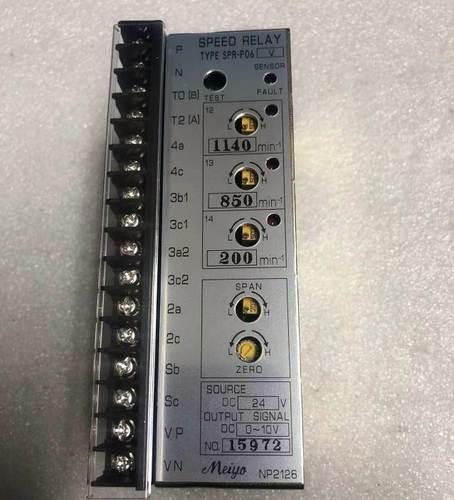 SPEED RELAY
TYPE SPR-P06 V
SENSOR
TEST
FAULT
12
L H
1140 min-1
13
L H
850 min-1
14
L H
200 min-1
SPAN
L H
L H
ZERO
SOURCE
DC 24 V
OUTPUT SIGNAL
DC 0~10V
NO. 15972
Meiyo NP2126
P
N
T0 (B)
T2 (A)
4a
4c
3b1
3c1
3a2
3c2
2a
2c
Sb
Sc
VP
VN